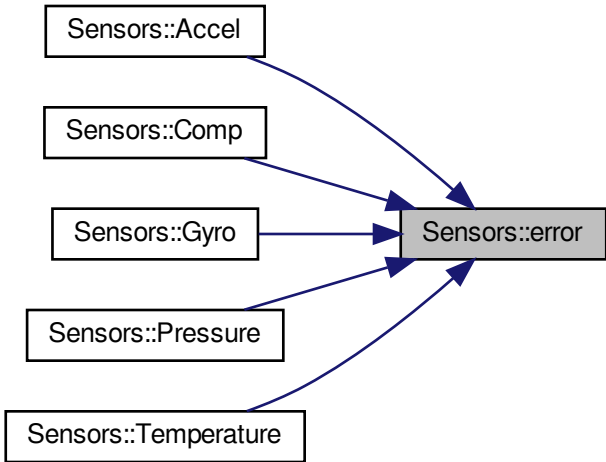 Sensors::Accel
Sensors::Comp
Sensors::Gyro
Sensors::error
Sensors::Pressure
Sensors::Temperature